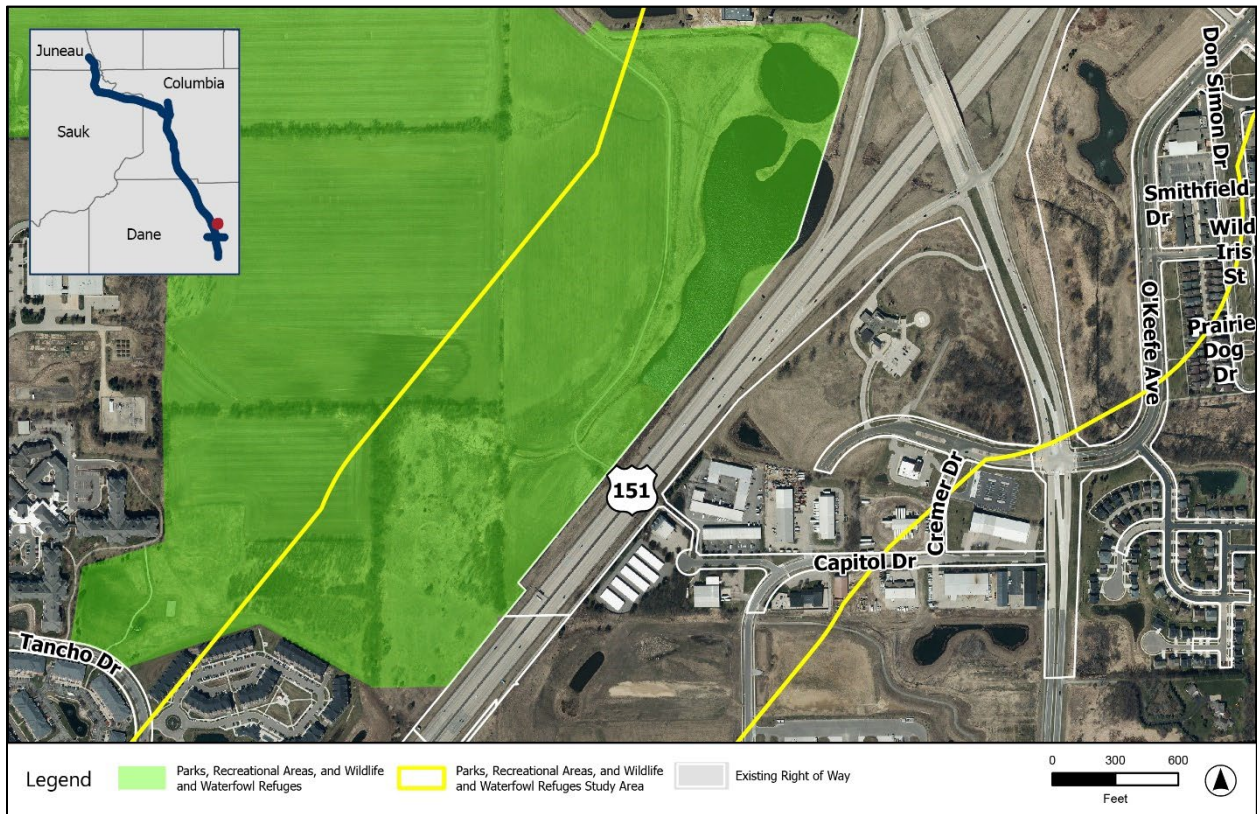 Juneau
Columbia
Sauk
Dane
Don Simon Dr
Smithfield
Dr
Wild
Iris
St
O'Keefe Ave
Prairie
Dog
Dr
151
Cremer Dr
Capitol Dr
Tancho Dr
Legend
Parks, Recreational Areas, and Wildlife
and Waterfowl Refuges
Parks, Recreational Areas, and Wildlife
and Waterfowl Refuges Study Area
Existing Right of Way
0 300 600
Feet